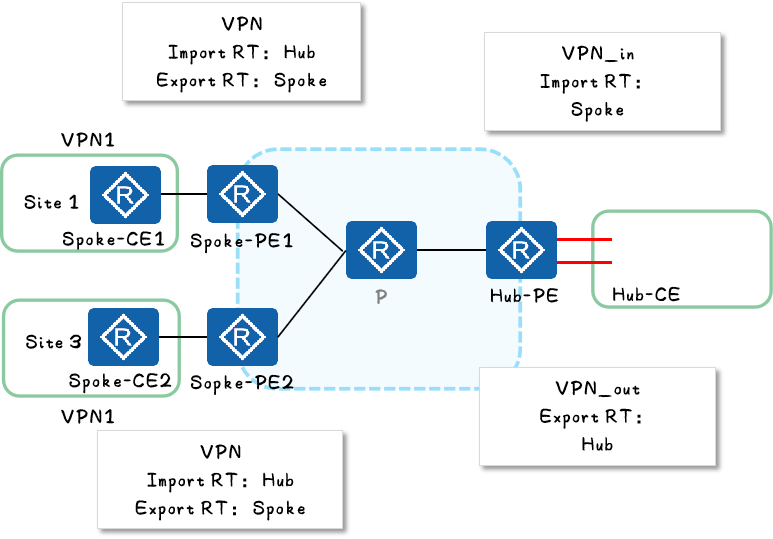 VPN
Import RT: Hub
Export RT: Spoke
VPN_in
Import RT:
Spoke
VPN1
Site 1
R
Spoke-CE1
R
Spoke-PE1
R
P
R
Hub-PE
Hub-CE
Site 3
R
Spoke-CE2
R
Sopke-PE2
VPN1
VPN_out
Export RT:
Hub
VPN
Import RT: Hub
Export RT: Spoke